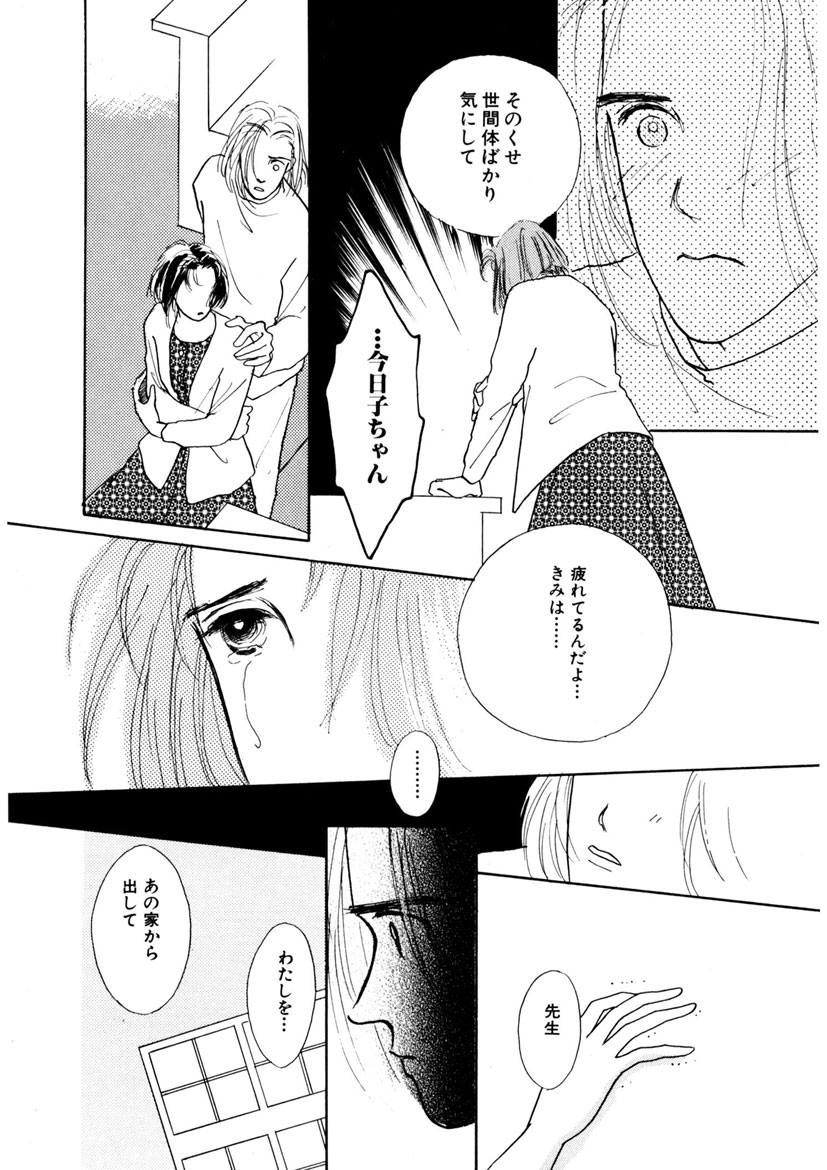 そのくせ
世間体ばかり
気にして
…今日子ちゃん
疲れてるんだよ…
きみは……
………
先生
わたしを…
あの家から
出して